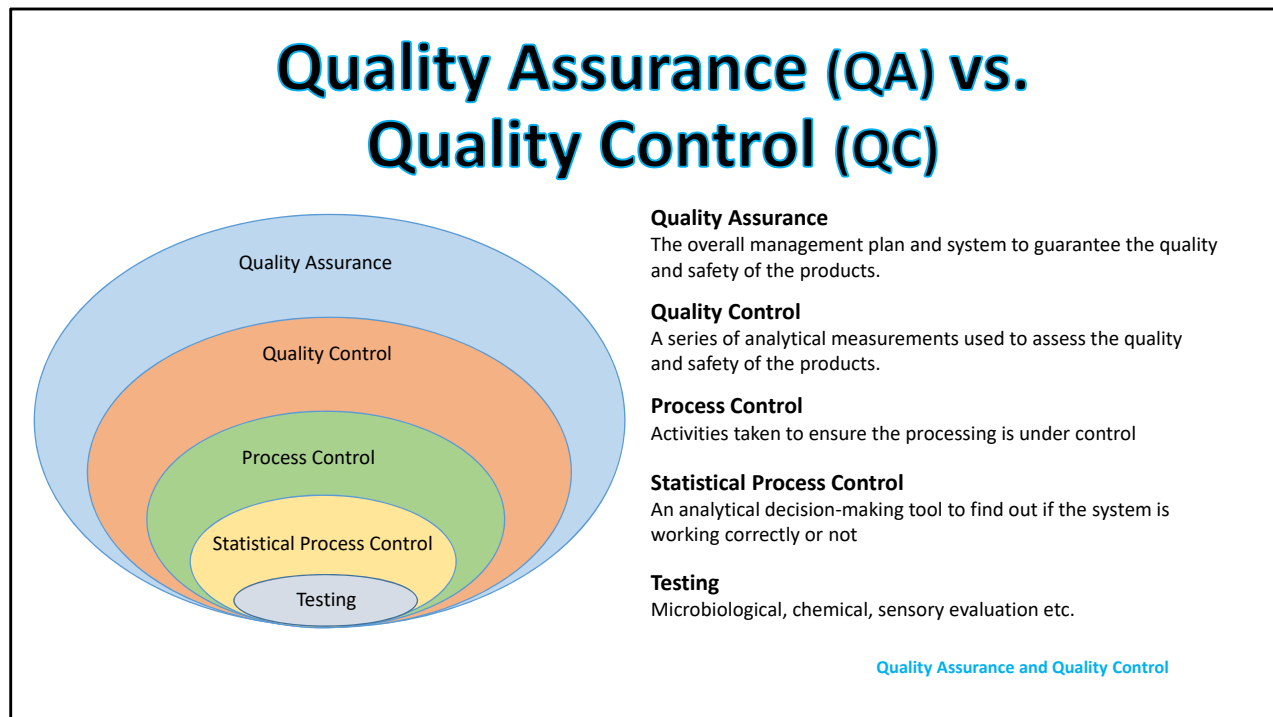 Quality Assurance (QA) vs.
Quality Control (QC)
Quality Assurance
Quality Control
Process Control
Statistical Process Control
Testing
Quality Assurance
The overall management plan and system to guarantee the quality
and safety of the products.
Quality Control
A series of analytical measurements used to assess the quality
and safety of the products.
Process Control
Activities taken to ensure the processing is under control
Statistical Process Control
An analytical decision-making tool to find out if the system is
working correctly or not
Testing
Microbiological, chemical, sensory evaluation etc.
Quality Assurance and Quality Control